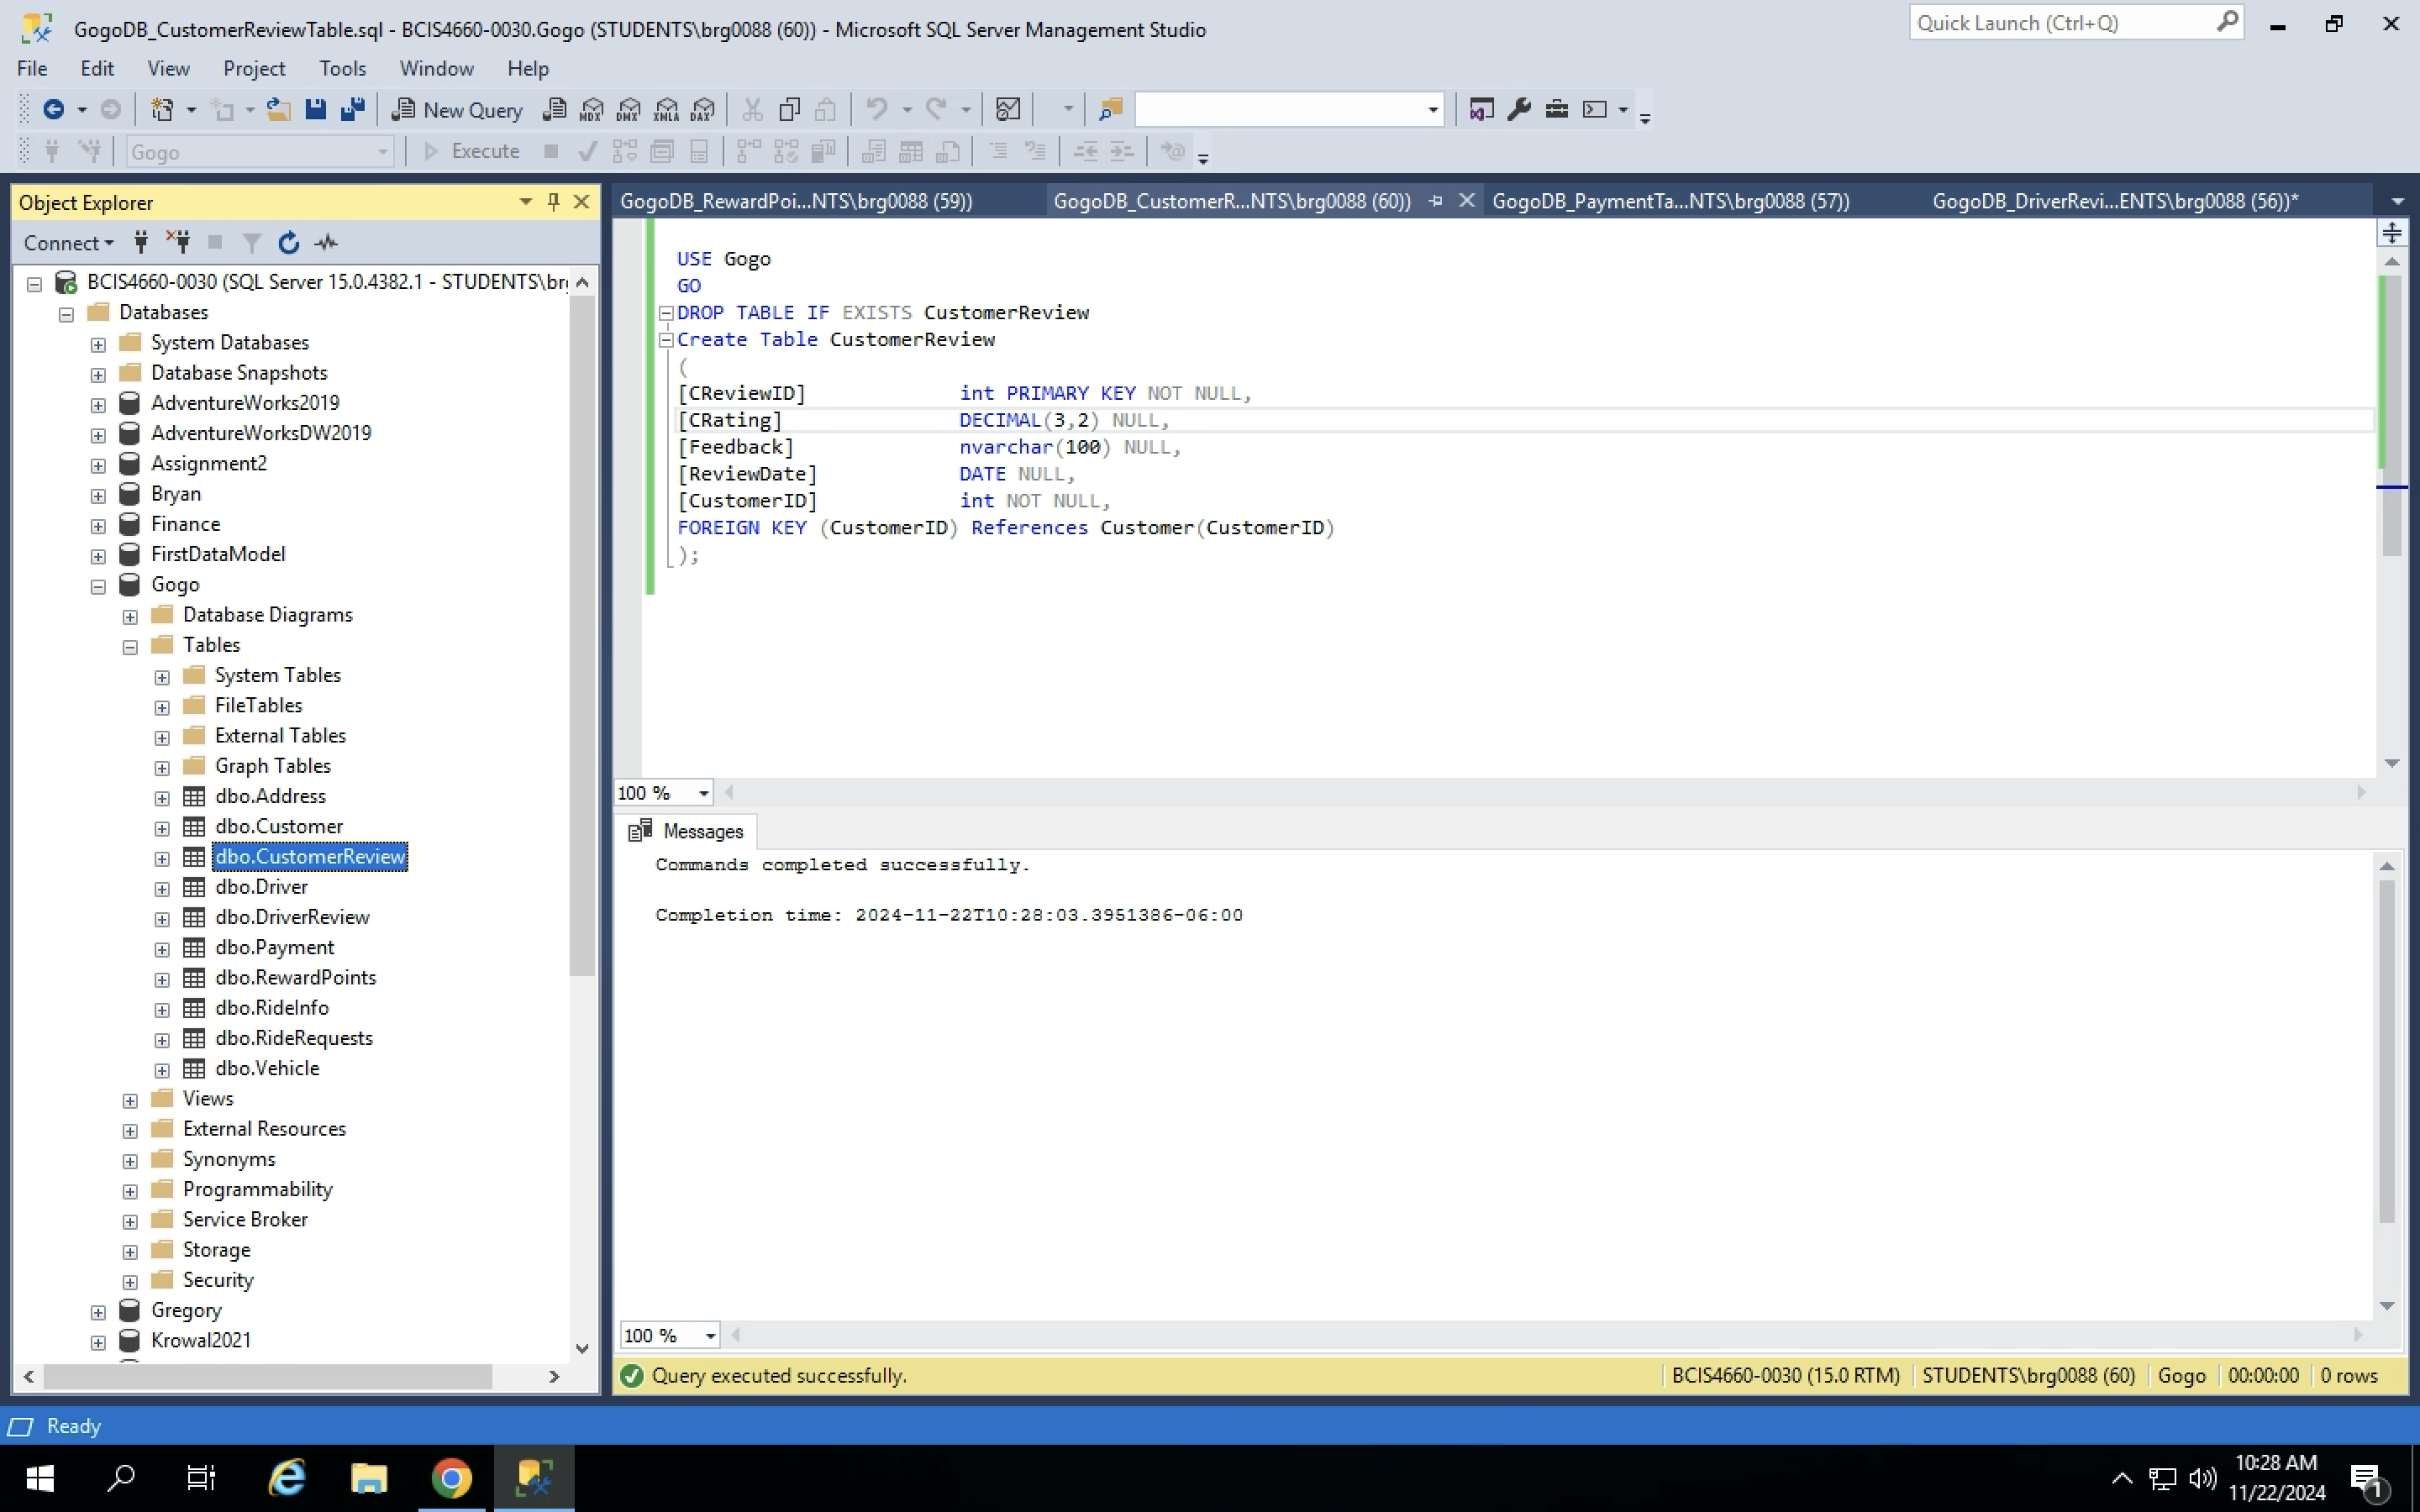 GogoDB_CustomerReviewTable.sql - BCIS4660-0030.Gogo (STUDENTS\brg0088 (60)) - Microsoft SQL Server Management Studio
Quick Launch (Ctrl+Q)
File Edit View Project Tools Window Help
New Query MDX DMX XMLA DAX
Gogo Execute
Object Explorer
Connect
BCIS4660-0030 (SQL Server 15.0.4382.1 - STUDENTS\br
Databases
System Databases
Database Snapshots
AdventureWorks2019
AdventureWorksDW2019
Assignment2
Bryan
Finance
FirstDataModel
Gogo
Database Diagrams
Tables
System Tables
FileTables
External Tables
Graph Tables
dbo.Address
dbo.Customer
dbo.CustomerReview
dbo.Driver
dbo.DriverReview
dbo.Payment
dbo.RewardPoints
dbo.RideInfo
dbo.RideRequests
dbo.Vehicle
Views
External Resources
Synonyms
Programmability
Service Broker
Storage
Security
Gregory
Krowal2021
GogoDB_RewardPoi...NTS\brg0088 (59)) GogoDB_CustomerR...NTS\brg0088 (60)) GogoDB_PaymentTa...NTS\brg0088 (57)) GogoDB_DriverRevi...ENTS\brg0088 (56))*
USE Gogo
GO
DROP TABLE IF EXISTS CustomerReview
Create Table CustomerReview
(
[CReviewID] int PRIMARY KEY NOT NULL,
[CRating] DECIMAL(3,2) NULL,
[Feedback] nvarchar(100) NULL,
[ReviewDate] DATE NULL,
[CustomerID] int NOT NULL,
FOREIGN KEY (CustomerID) References Customer(CustomerID)
);
100 %
Messages
Commands completed successfully.
Completion time: 2024-11-22T10:28:03.3951386-06:00
100 %
Query executed successfully. BCIS4660-0030 (15.0 RTM) STUDENTS\brg0088 (60) Gogo 00:00:00 0 rows
Ready
10:28 AM
11/22/2024
1